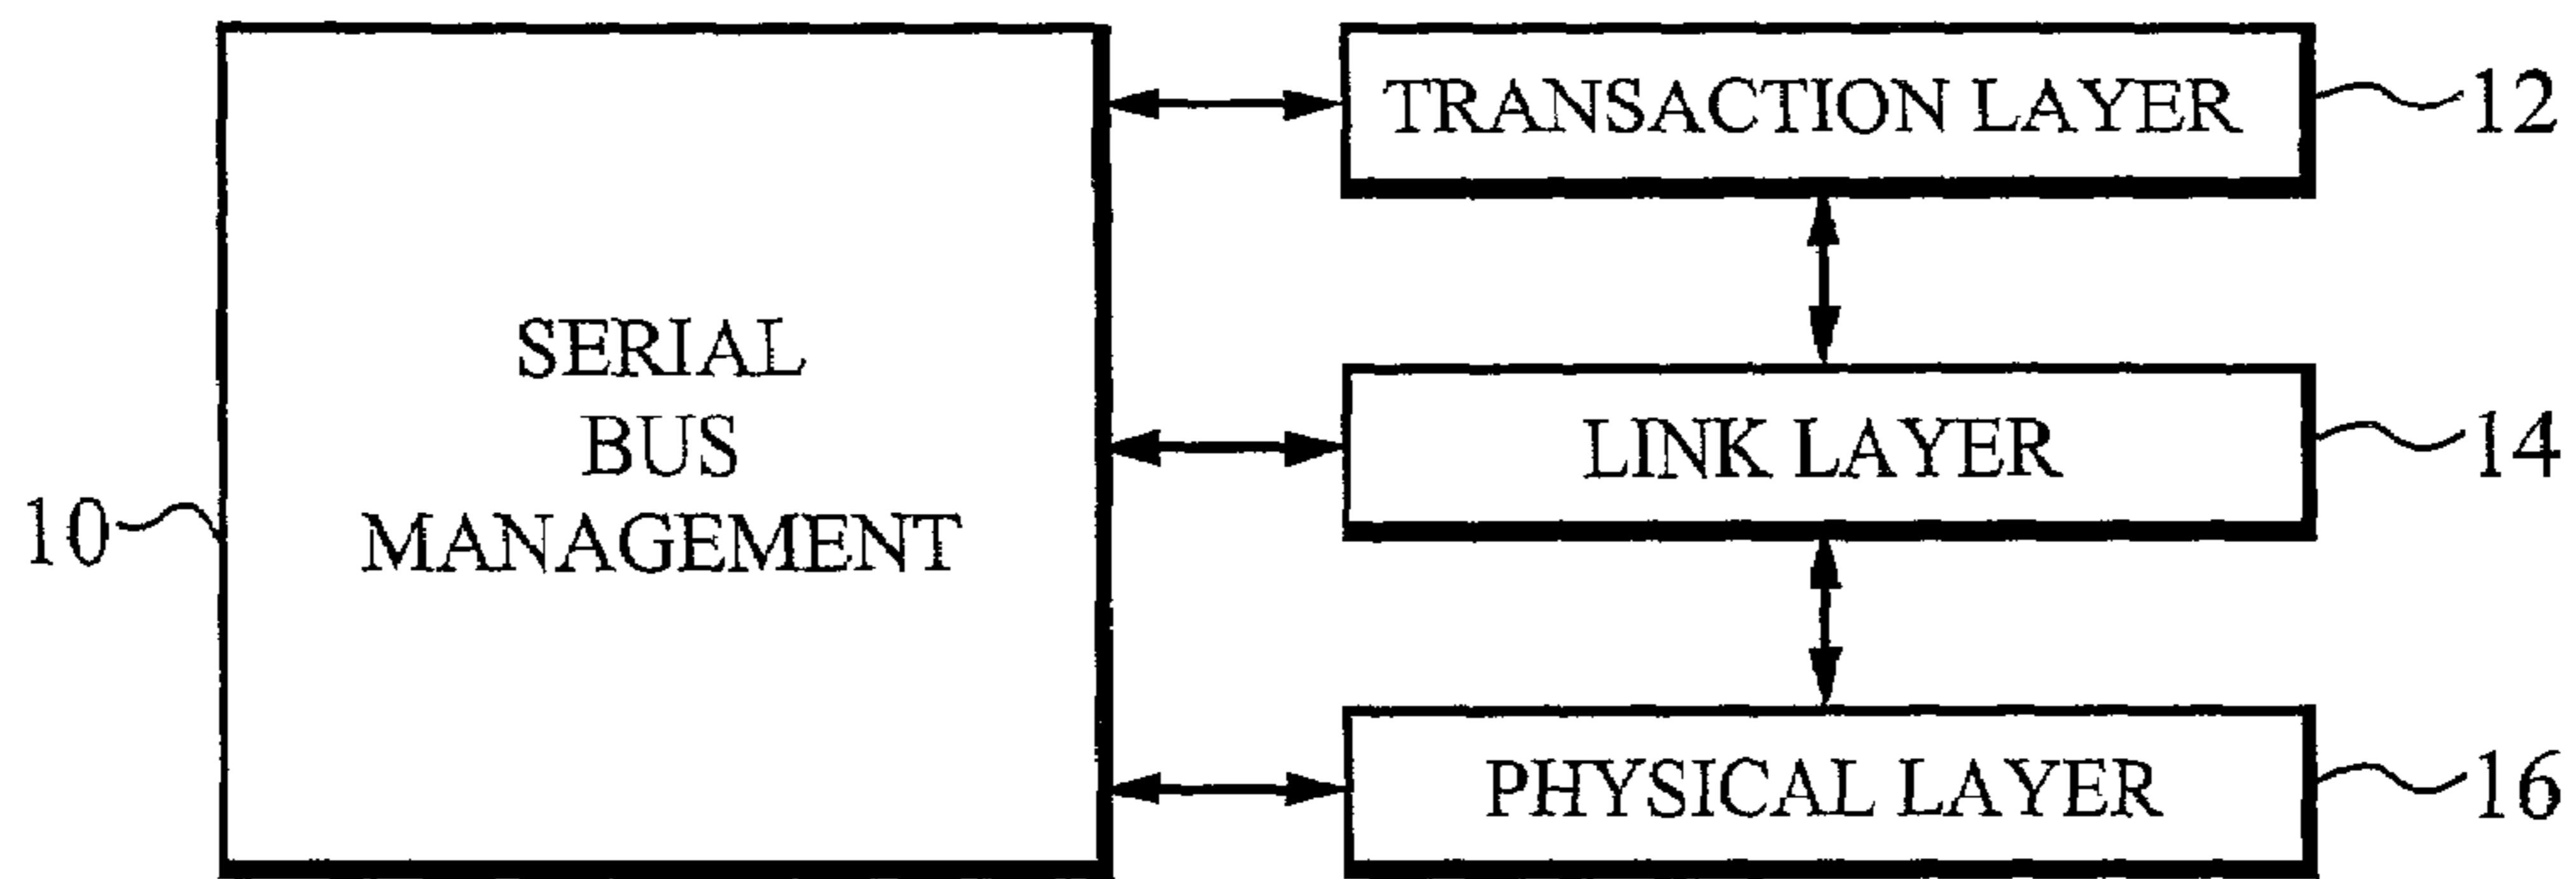 TRANSACTION LAYER
12
SERIAL
BUS
MANAGEMENT
10
LINK LAYER
14
PHYSICAL LAYER
16